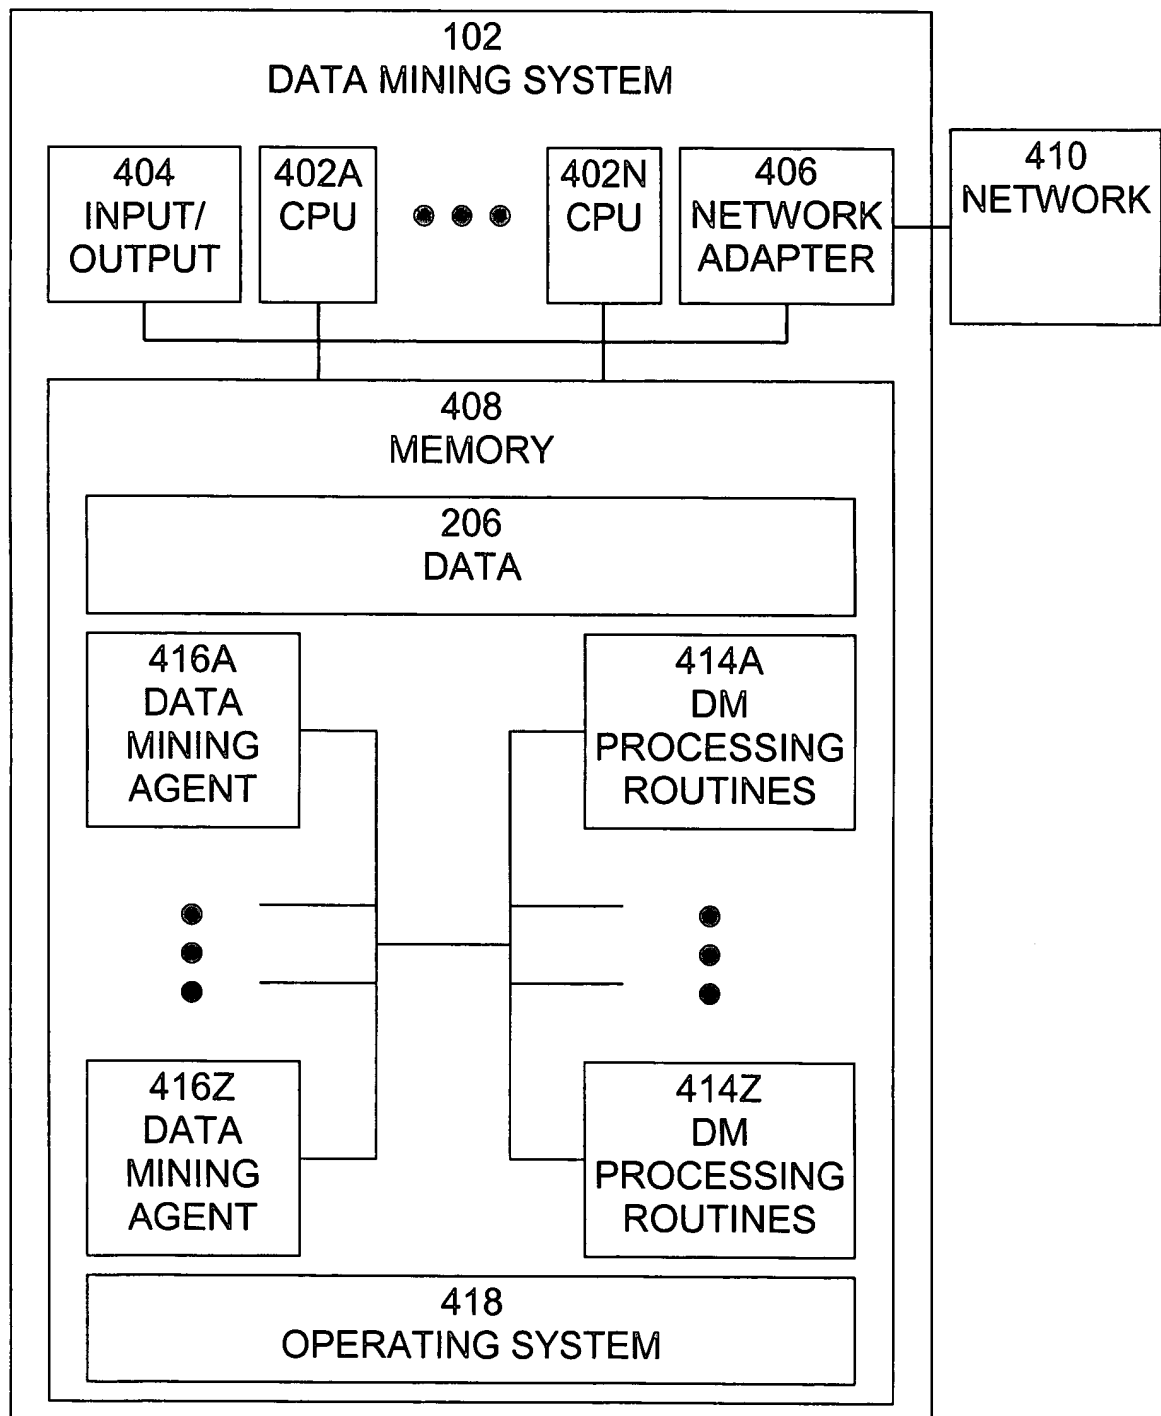 102
DATA MINING SYSTEM
404
INPUT/
OUTPUT
402A
CPU
402N
CPU
406
NETWORK
ADAPTER
410
NETWORK
408
MEMORY
206
DATA
416A
DATA
MINING
AGENT
414A
DM
PROCESSING
ROUTINES
416Z
DATA
MINING
AGENT
414Z
DM
PROCESSING
ROUTINES
418
OPERATING SYSTEM